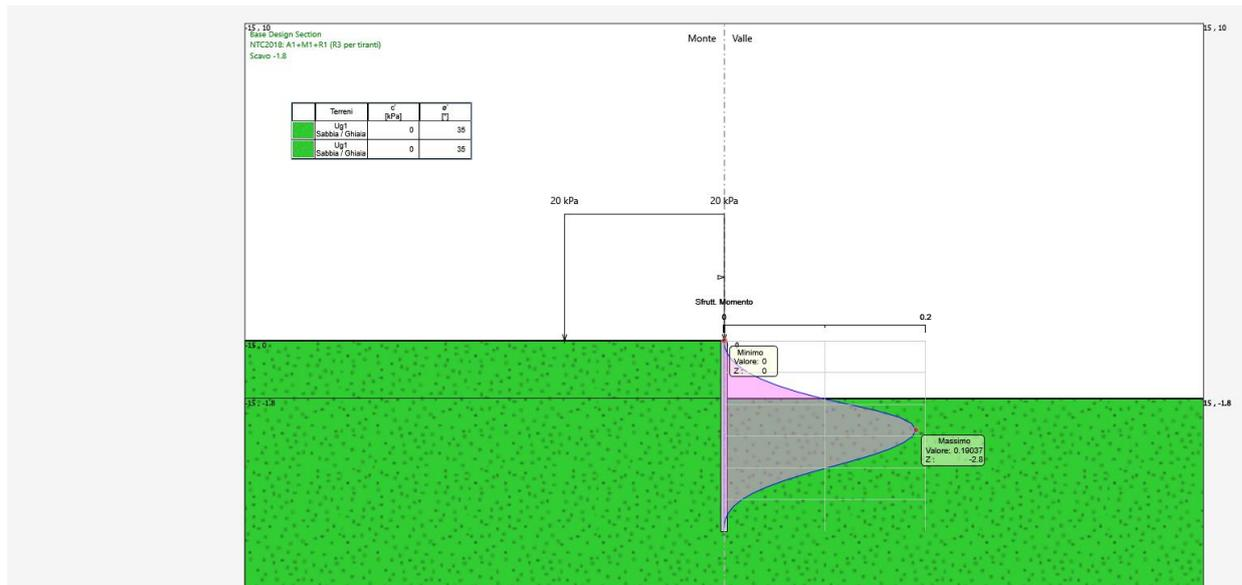 -15 , 10
15 , 10
Base Design Section
NTC2018: A1+M1+R1 (R3 per tiranti)
Scavo -1.8
Monte
Valle
Terreni c' [kPa] ø' [°]
Ug1 Sabbia / Ghiaia 0 35
Ug1 Sabbia / Ghiaia 0 35
20 kPa
20 kPa
Sfrutt. Momento
0
0.2
-15 , 0
0
Minimo
Valore: 0
Z : 0
-15 , -1.8
15 , -1.8
Massimo
Valore: 0.19037
Z : -2.8